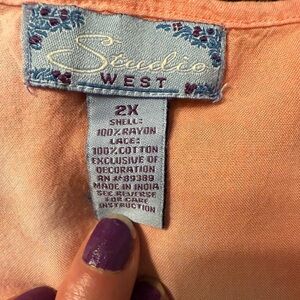 Studio
WEST
2X
SHELL:
100% RAYON
LACE:
100% COTTON
EXCLUSIVE OF
DECORATION
RN #89389
MADE IN INDIA
SEE REVERSE
FOR CARE
INSTRUCTION